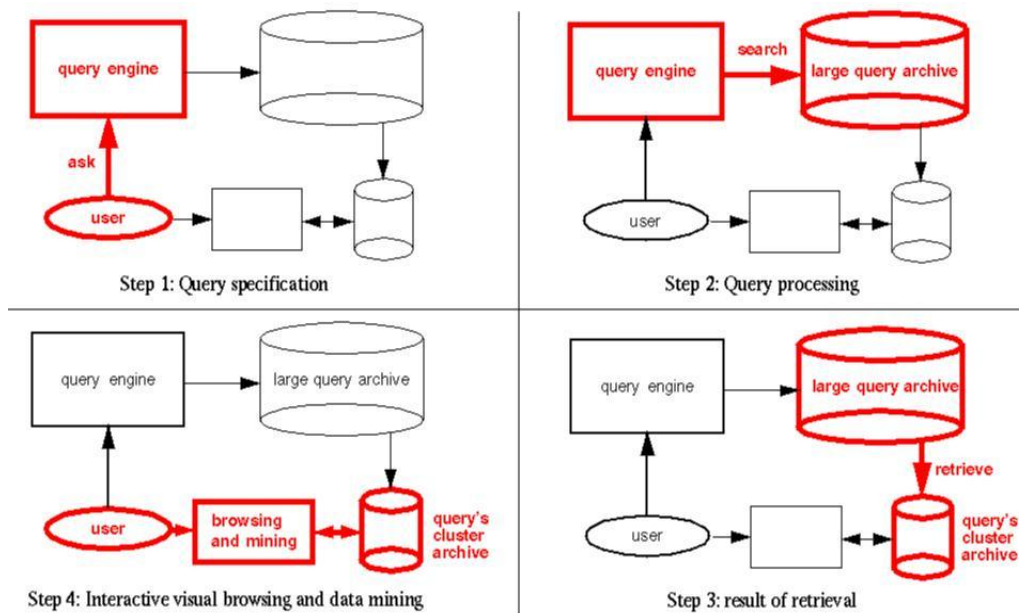 query engine
ask
user
Step 1: Query specification
query engine
search
large query archive
user
Step 2: Query processing
query engine
large query archive
user
browsing
and mining
query's
cluster
archive
Step 4: Interactive visual browsing and data mining
query engine
large query archive
retrieve
user
query's
cluster
archive
Step 3: result of retrieval